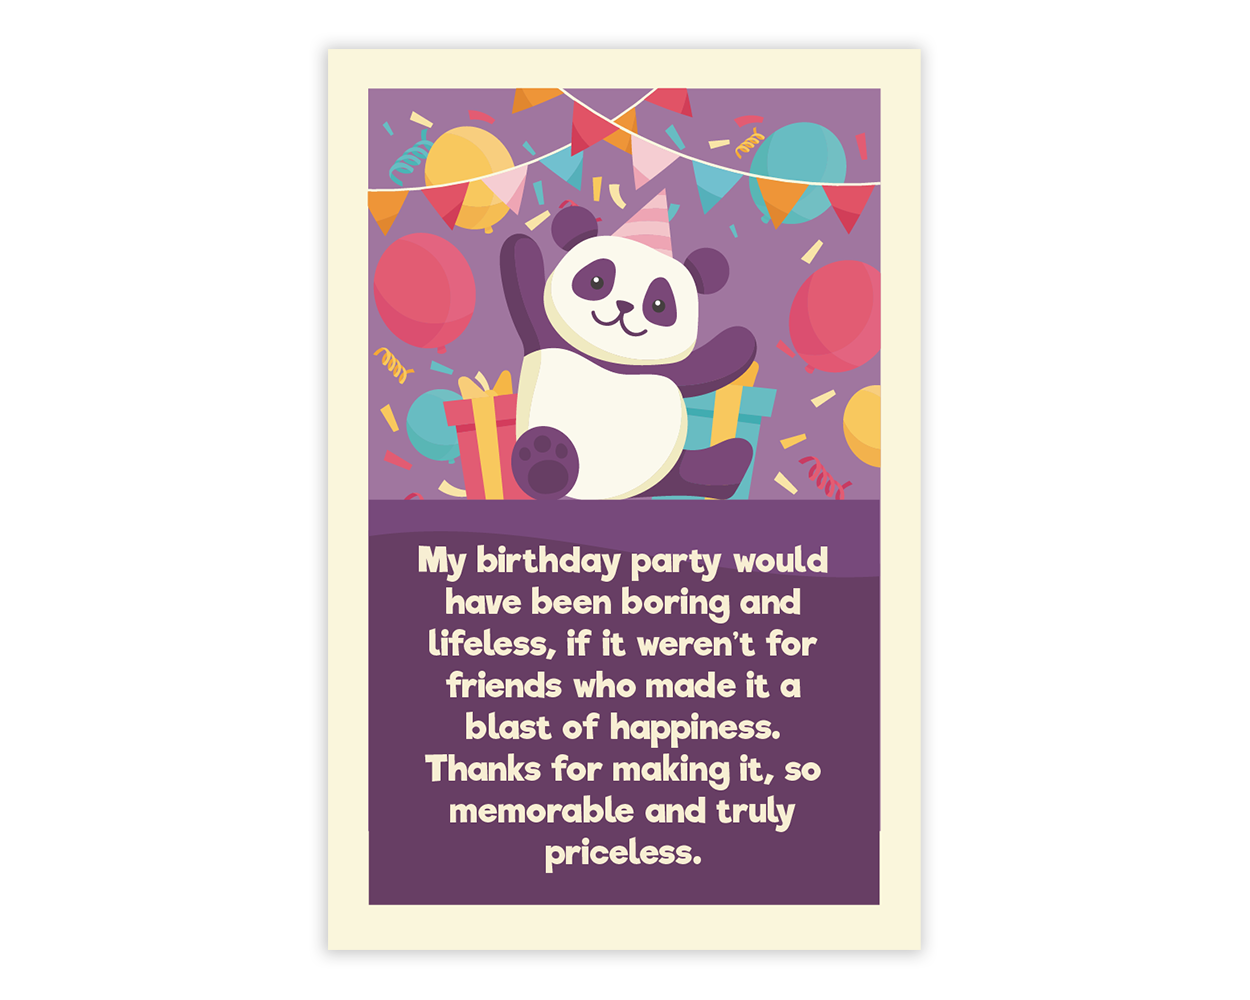 My birthday party would
have been boring and
lifeless, if it weren't for
friends who made it a
blast of happiness.
Thanks for making it, so
memorable and truly
priceless.